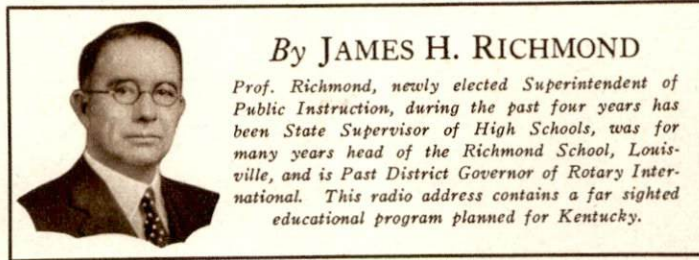 By JAMES H. RICHMOND
Prof. Richmond, newly elected Superintendent of
Public Instruction, during the past four years has
been State Supervisor of High Schools, was for
many years head of the Richmond School, Louis-
ville, and is Past District Governor of Rotary Inter-
national. This radio address contains a far sighted
educational program planned for Kentucky.